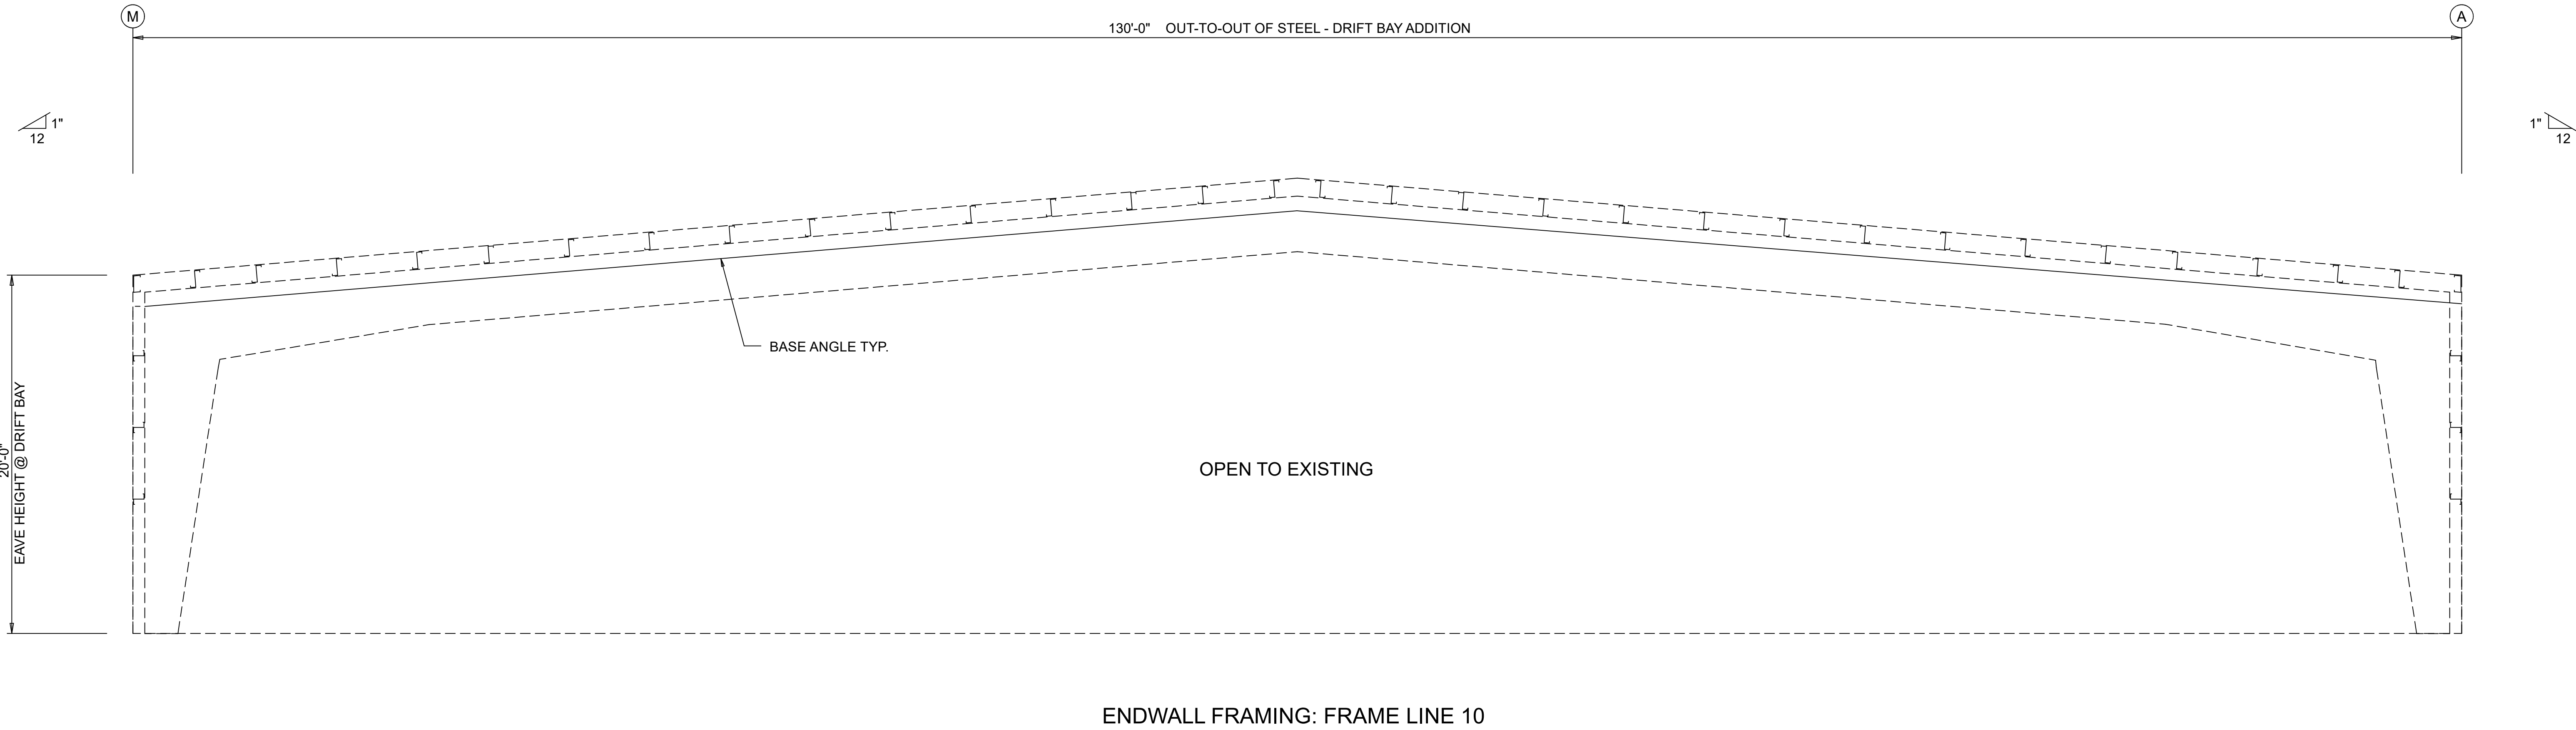 M
A
130'-0" OUT-TO-OUT OF STEEL - DRIFT BAY ADDITION
1"
12
1"
12
BASE ANGLE TYP.
20'-0"
EAVE HEIGHT @ DRIFT BAY
OPEN TO EXISTING
ENDWALL FRAMING: FRAME LINE 10